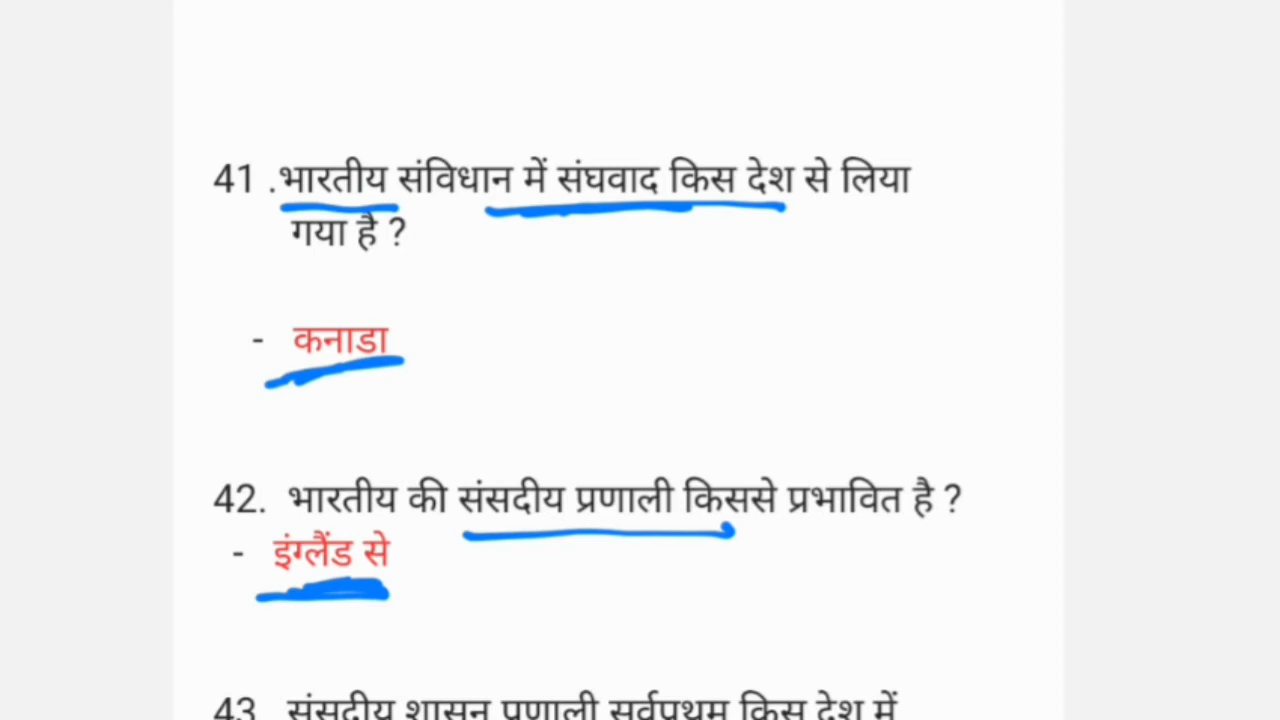 41 .भारतीय संविधान में संघवाद किस देश से लिया
गया है ?
- कनाडा
42. भारतीय की संसदीय प्रणाली किससे प्रभावित है ?
- इंग्लैंड से
43. संसदीय शासन प्रणाली सर्वप्रथम किस देश में